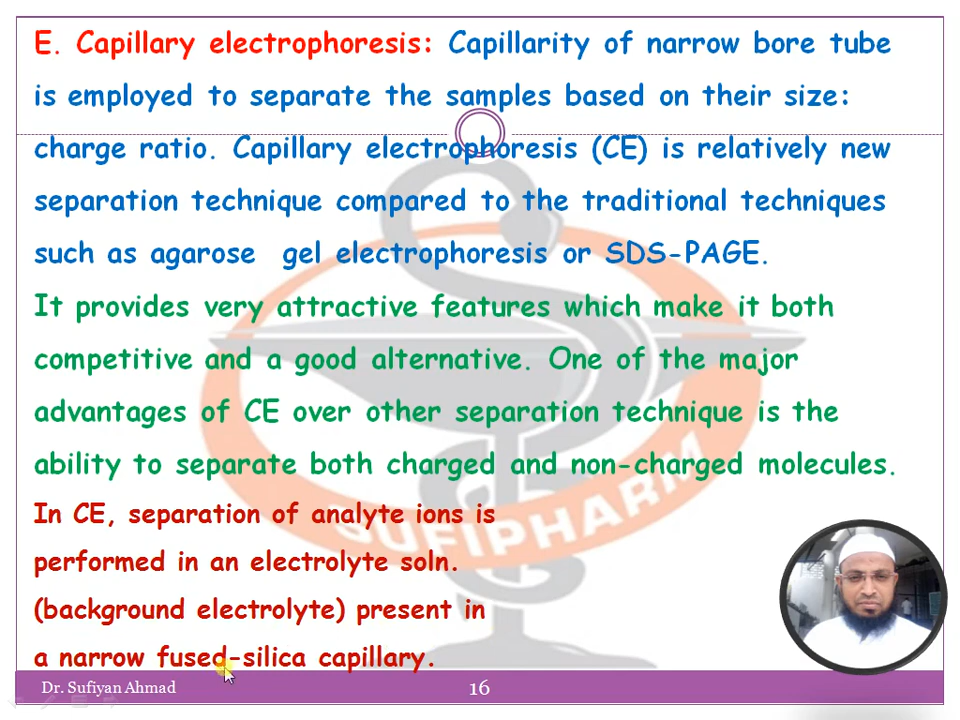 E. Capillary electrophoresis: Capillarity of narrow bore tube
is employed to separate the samples based on their size:
charge ratio. Capillary electrophoresis (CE) is relatively new
separation technique compared to the traditional techniques
such as agarose gel electrophoresis or SDS-PAGE.
It provides very attractive features which make it both
competitive and a good alternative. One of the major
advantages of CE over other separation technique is the
ability to separate both charged and non-charged molecules.
In CE, separation of analyte ions is
performed in an electrolyte soln.
(background electrolyte) present in
a narrow fused-silica capillary.
SUFIPHARM
Dr. Sufiyan Ahmad
16